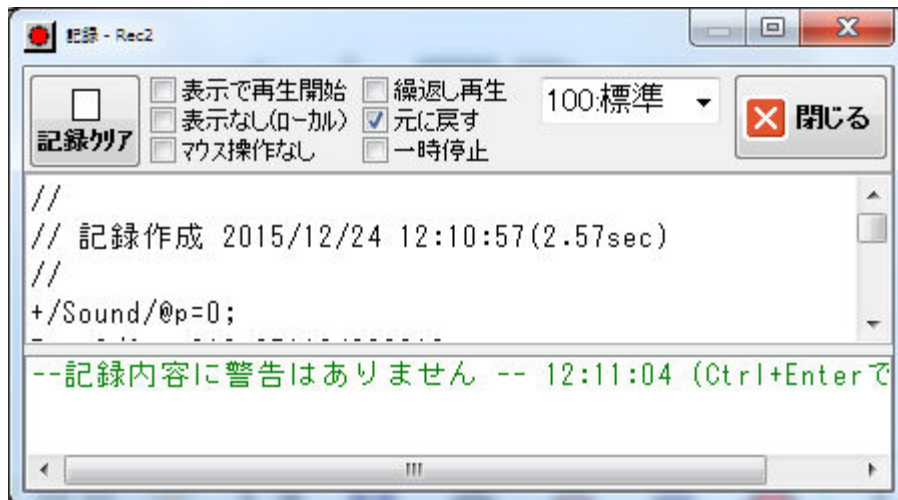 記録 - Rec2
記録クリア
表示で再生開始
表示なし(ローカル)
マウス操作なし
繰返し再生
元に戻す
一時停止
100:標準
閉じる
//
// 記録作成 2015/12/24 12:10:57(2.57sec)
//
+/Sound/@p=0;
--記録内容に警告はありません -- 12:11:04 (Ctrl+Enterで